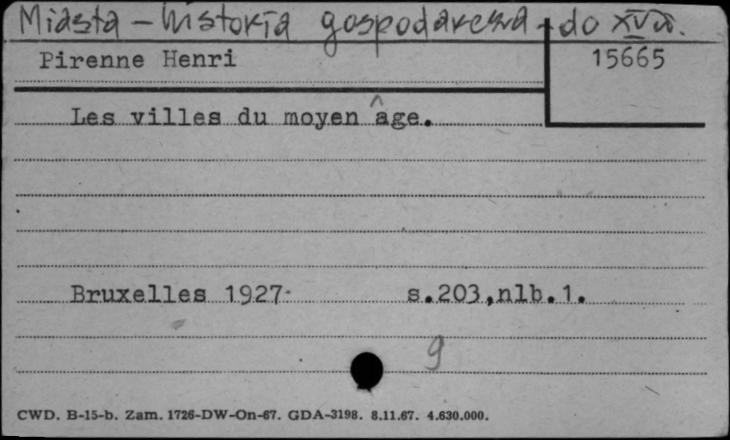 Miasta - historia gospodarcza - do XV w.
Pirenne Henri 15665
Les villes du moyen âge.
Bruxelles 1927 s.203,nlb.1.
9
CWD. B-15-b. Zam. 1726-DW-On-67. GDA-3198. 8.11.67. 4.630.000.